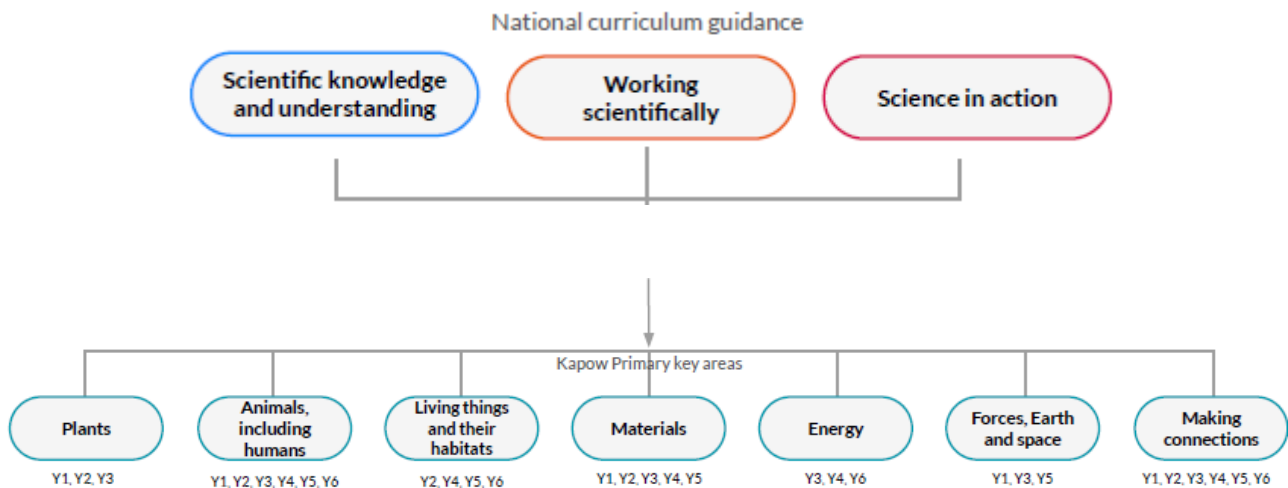 National curriculum guidance
Scientific knowledge
and understanding
Working
scientifically
Science in action
Kapow Primary key areas
Plants
Animals,
including
humans
Living things
and their
habitats
Materials
Energy
Forces, Earth
and space
Making
connections
Y1, Y2, Y3
Y1, Y2, Y3, Y4, Y5, Y6
Y2, Y4, Y5, Y6
Y1, Y2, Y3, Y4, Y5
Y3, Y4, Y6
Y1, Y3, Y5
Y1, Y2, Y3, Y4, Y5, Y6